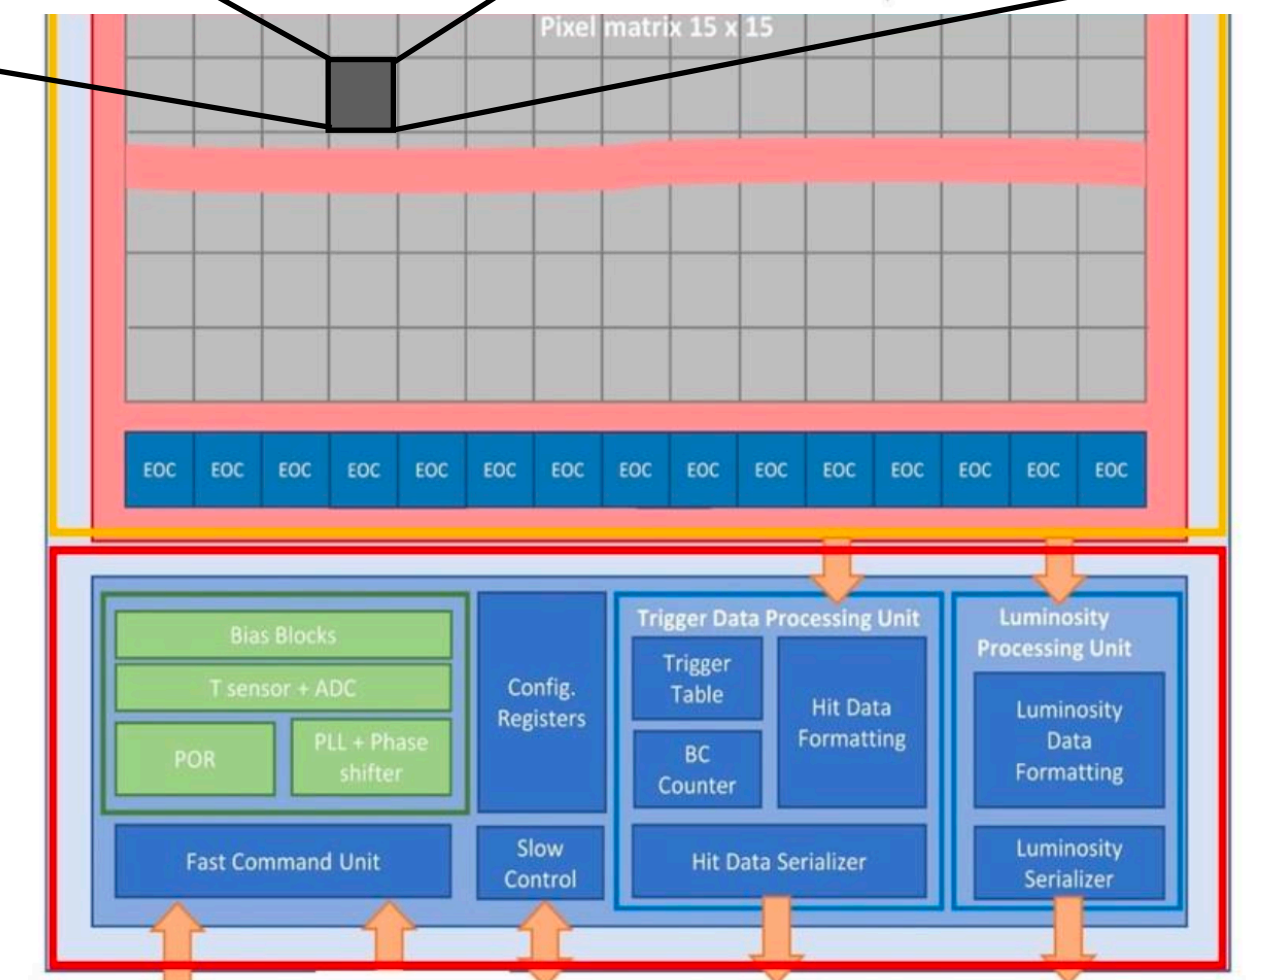 Pixel matrix 15 x 15
EOC EOC EOC EOC EOC EOC EOC EOC EOC EOC EOC EOC EOC EOC EOC
Bias Blocks
T sensor + ADC
POR
PLL + Phase
shifter
Fast Command Unit
Config.
Registers
Slow
Control
Trigger Data Processing Unit
Trigger
Table
BC
Counter
Hit Data
Formatting
Hit Data Serializer
Luminosity
Processing Unit
Luminosity
Data
Formatting
Luminosity
Serializer